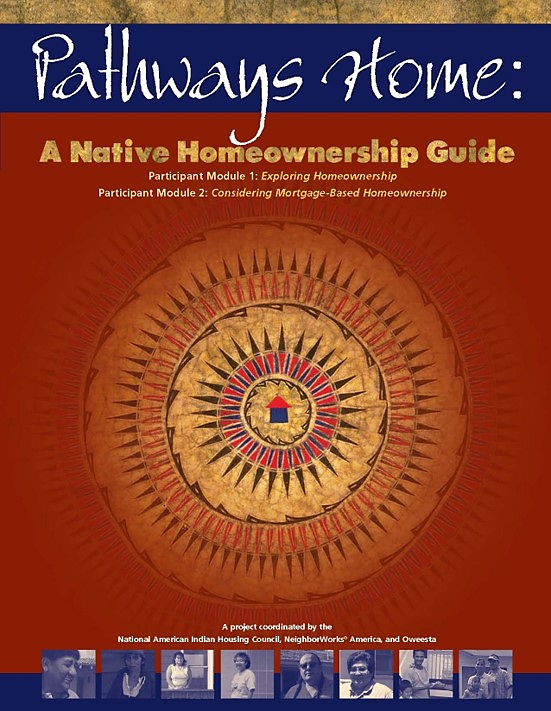 Pathways Home:
A Native Homeownership Guide
Participant Module 1: Exploring Homeownership
Participant Module 2: Considering Mortgage-Based Homeownership
A project coordinated by the
National American Indian Housing Council, NeighborWorks® America, and Oweesta